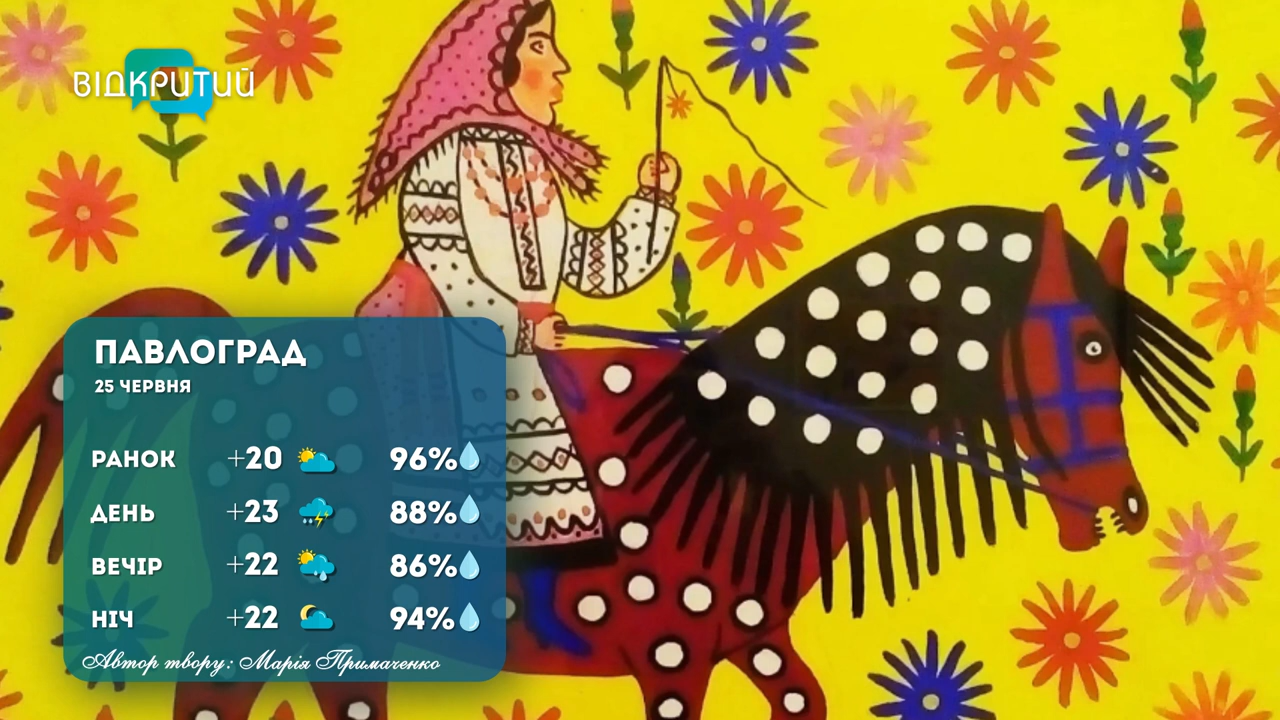 ВІДКРИТИЙ
ПАВЛОГРАД
25 ЧЕРВНЯ
РАНОК +20 96%
ДЕНЬ +23 88%
ВЕЧІР +22 86%
НІЧ +22 94%
Автор твору: Марія Примаченко